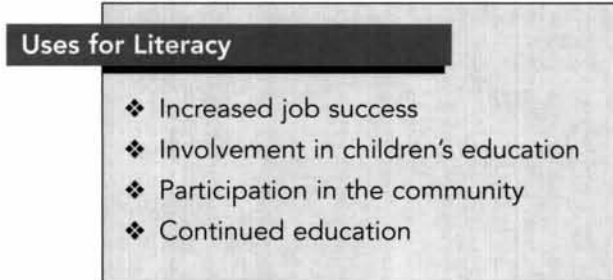 Uses for Literacy
❖ Increased job success
❖ Involvement in children's education
❖ Participation in the community
❖ Continued education